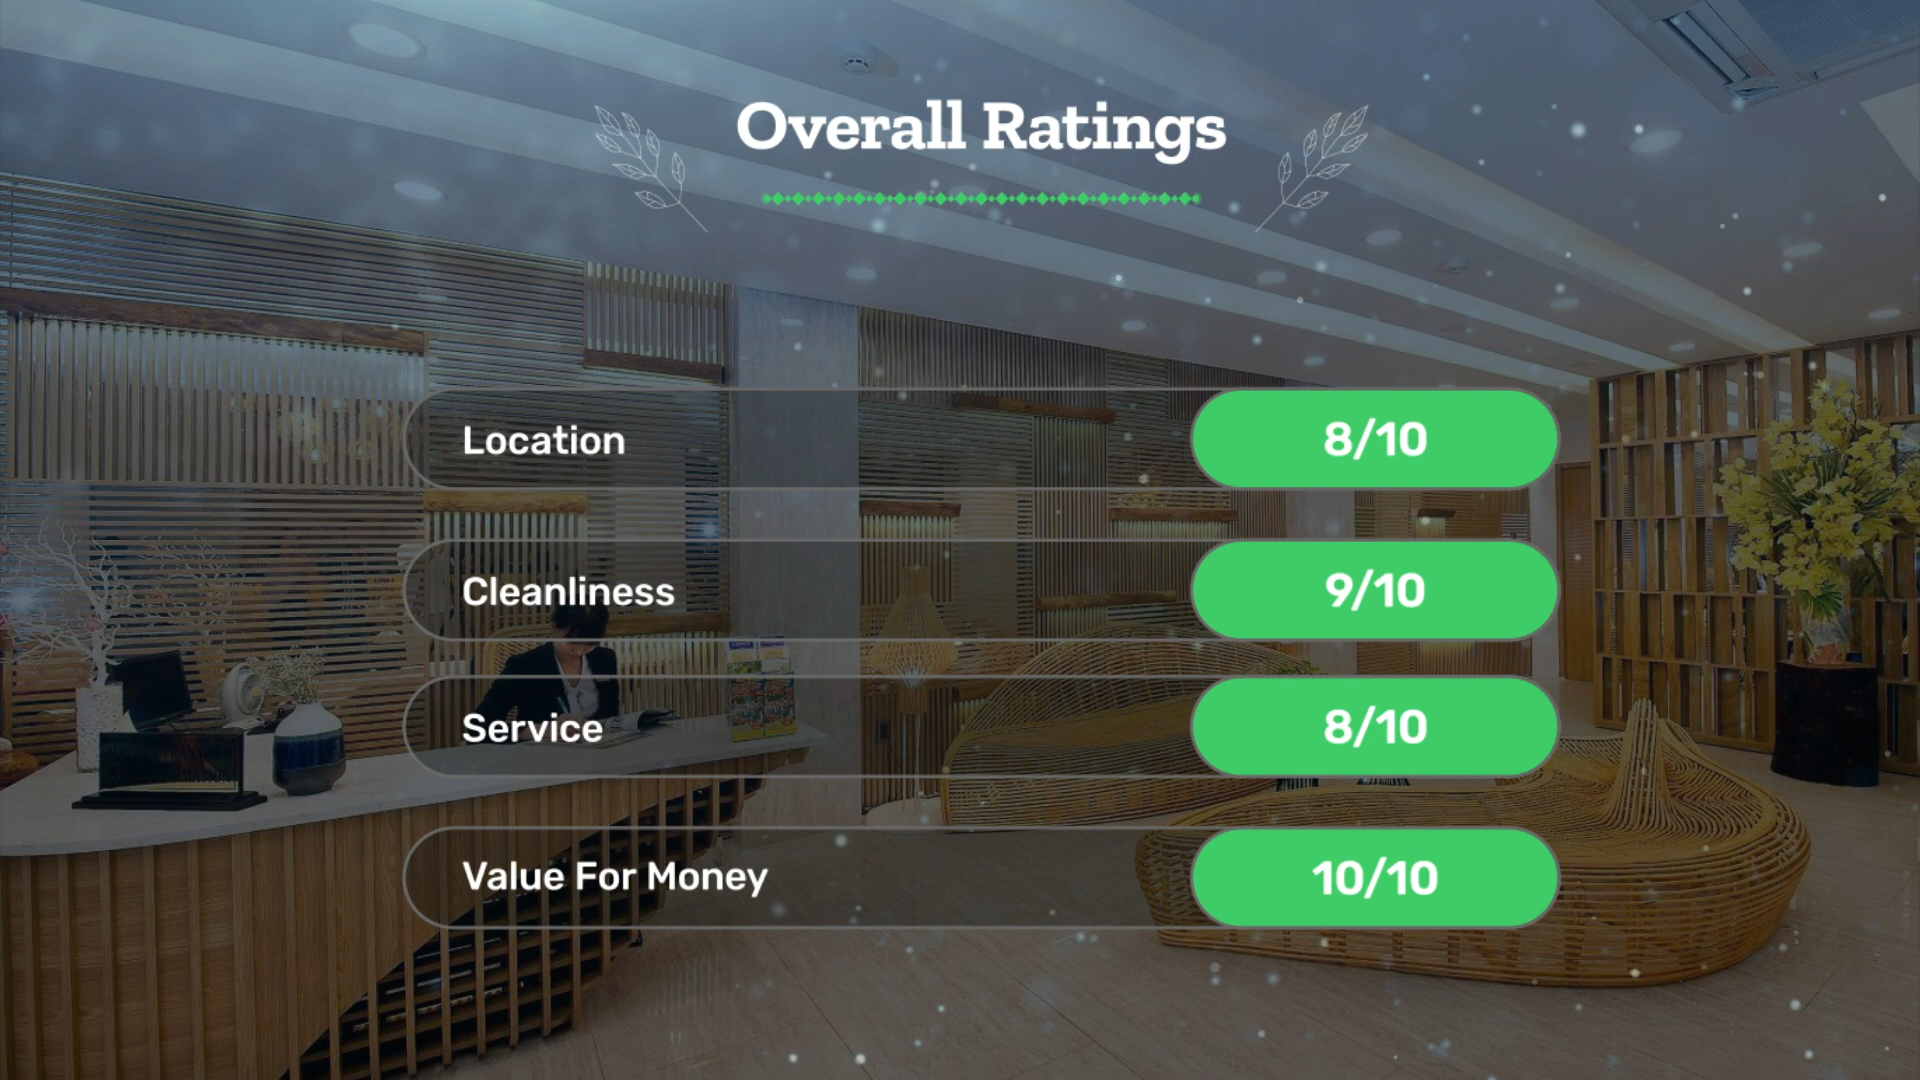 Overall Ratings
Location 8/10
Cleanliness 9/10
Service 8/10
Value For Money 10/10